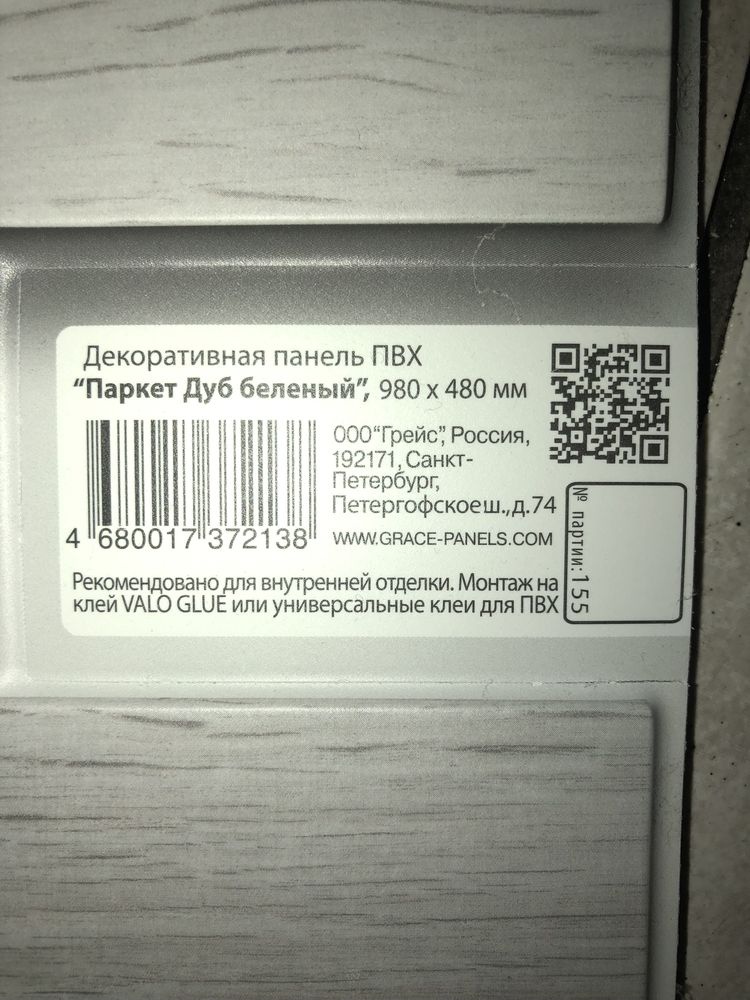 Декоративная панель ПВХ
“Паркет Дуб беленый”, 980 x 480 мм
ООО“Грейс”, Россия,
192171, Санкт-
Петербург,
Петергофское ш., д. 74
WWW.GRACE-PANELS.COM
4 680017 372138
№ партии: 155
Рекомендовано для внутренней отделки. Монтаж на
клей VALO GLUE или универсальные клеи для ПВХ